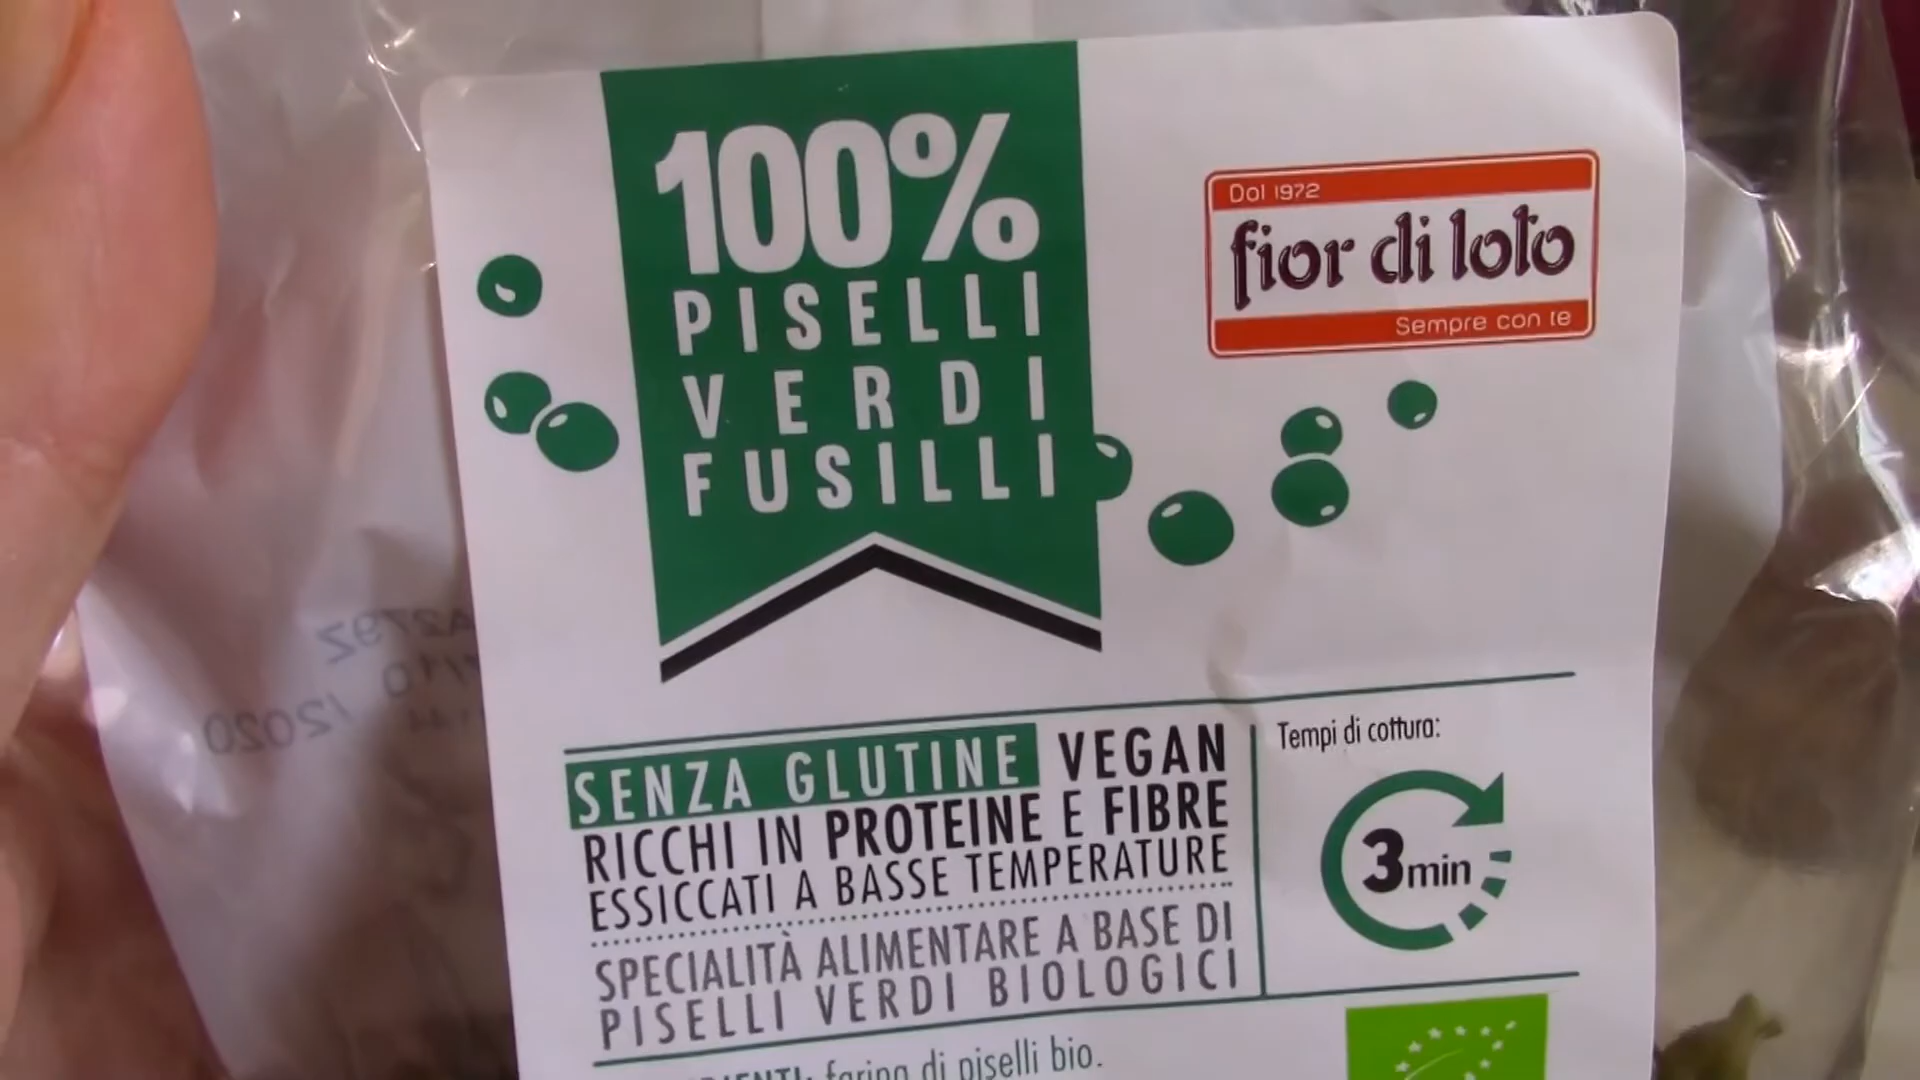 100%
PISELLI
VERDI
FUSILLI
Dal 1972
fior di loto
Sempre con te
SENZA GLUTINE VEGAN
RICCHI IN PROTEINE E FIBRE
ESSICCATI A BASSE TEMPERATURE
SPECIALITÀ ALIMENTARE A BASE DI
PISELLI VERDI BIOLOGICI
Tempi di cottura:
3min
farina di piselli bio.
2020